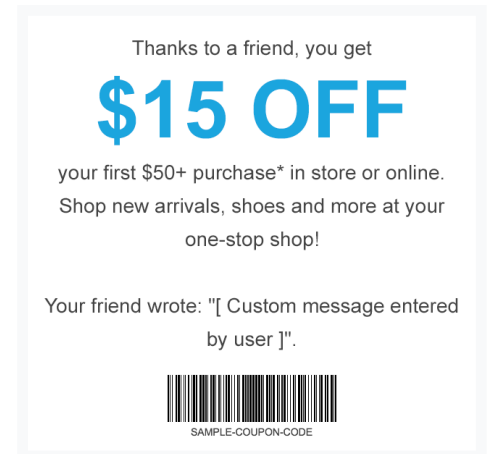 Thanks to a friend, you get
$15 OFF
your first $50+ purchase* in store or online.
Shop new arrivals, shoes and more at your
one-stop shop!
Your friend wrote: "[ Custom message entered
by user ]".
SAMPLE-COUPON-CODE